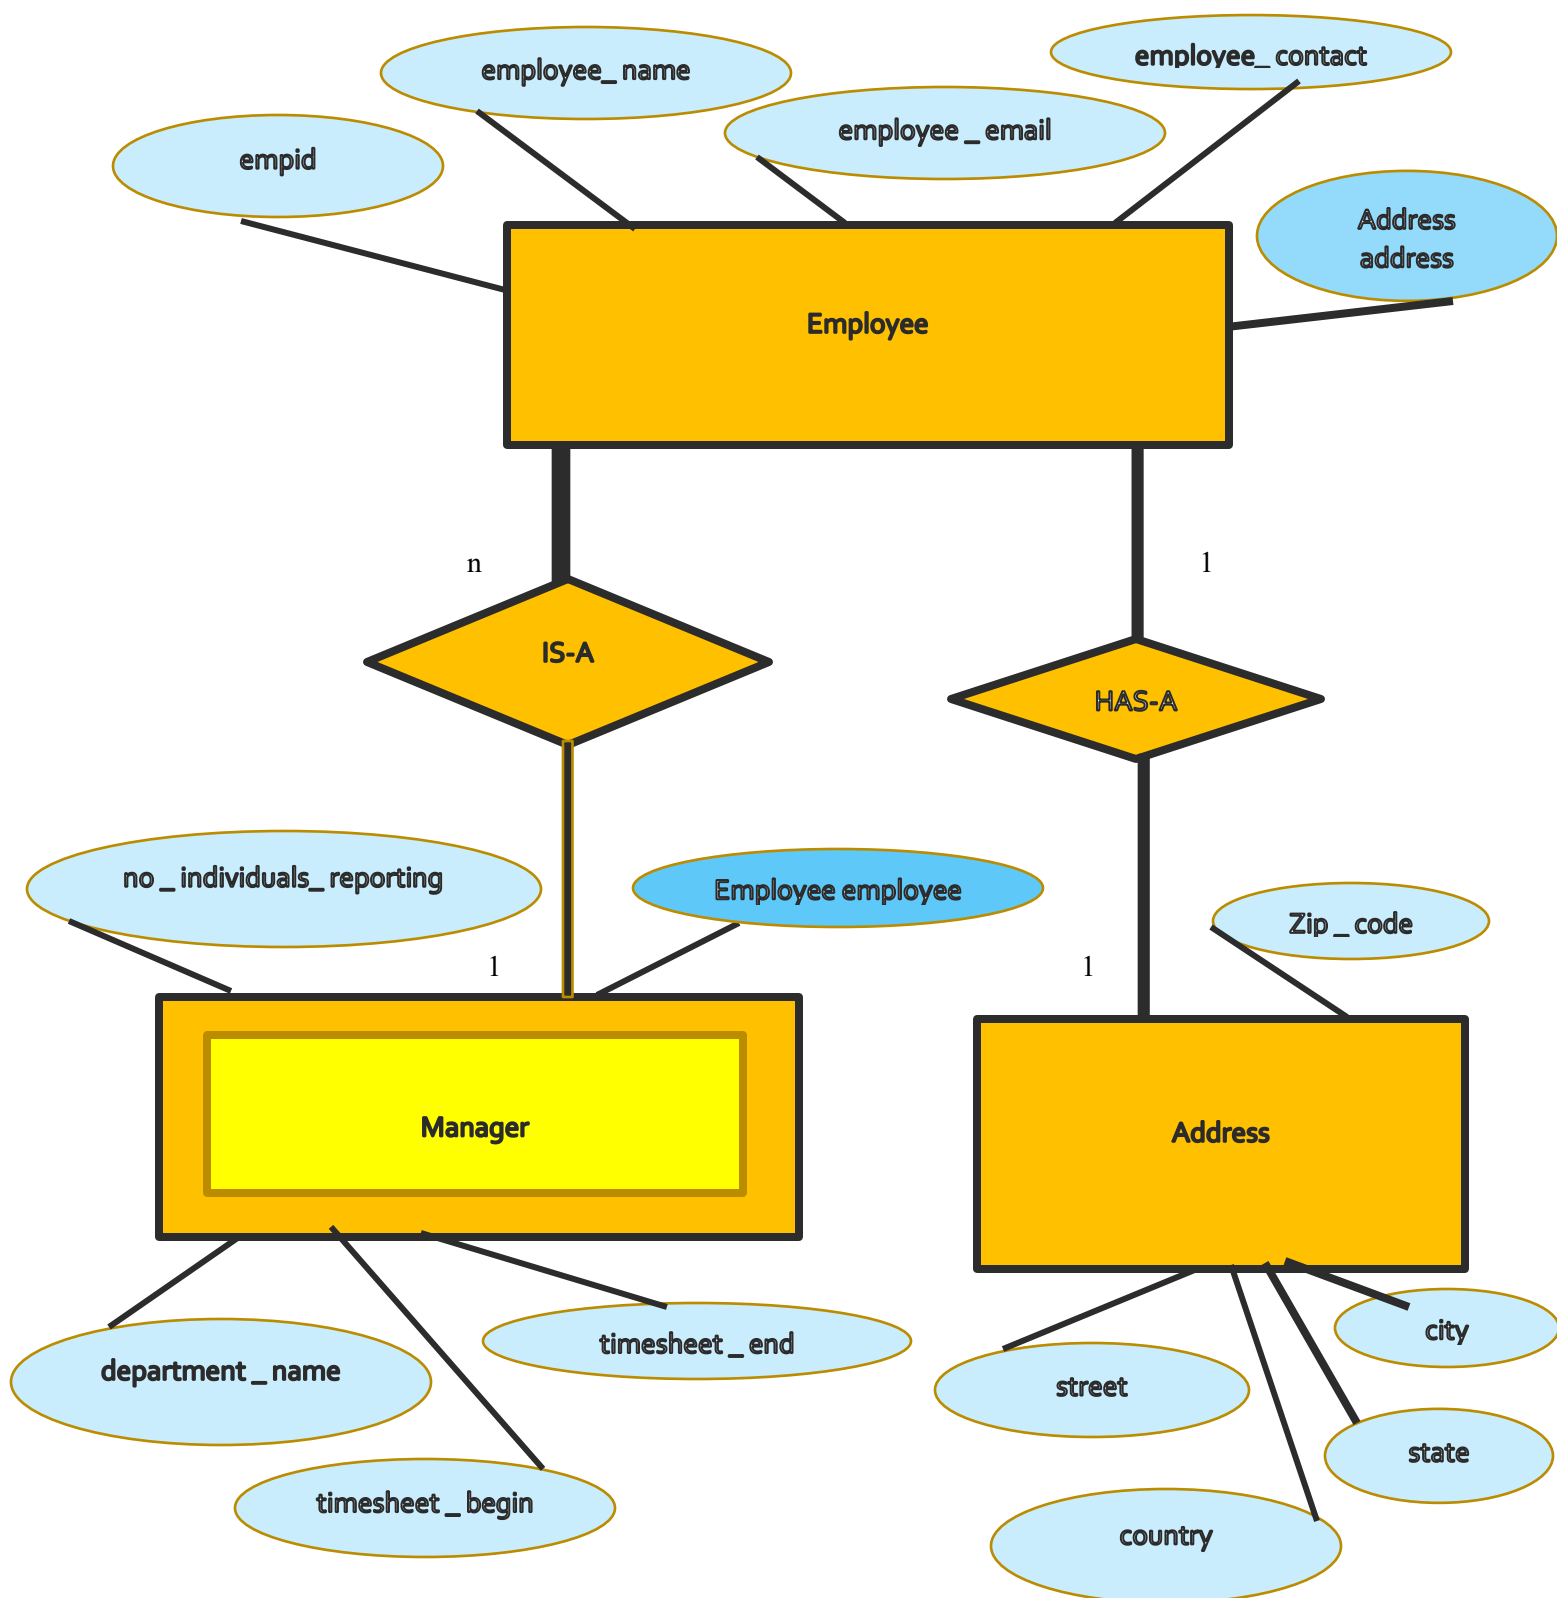 employee_ contact
employee_ name
employee _ email
empid
Address
address
Employee
n
1
IS-A
HAS-A
no _ individuals_ reporting
Employee employee
Zip _ code
1
1
Manager
Address
city
timesheet _ end
department _ name
street
state
timesheet _ begin
country